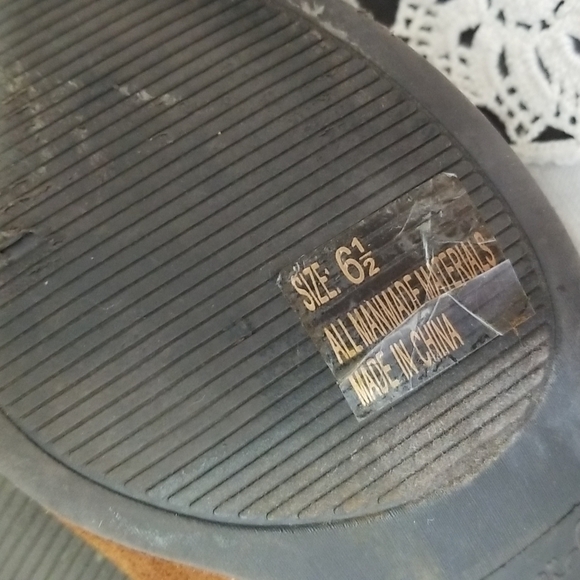 SIZE: 6½
ALL MANMADE MATERIALS
MADE IN CHINA